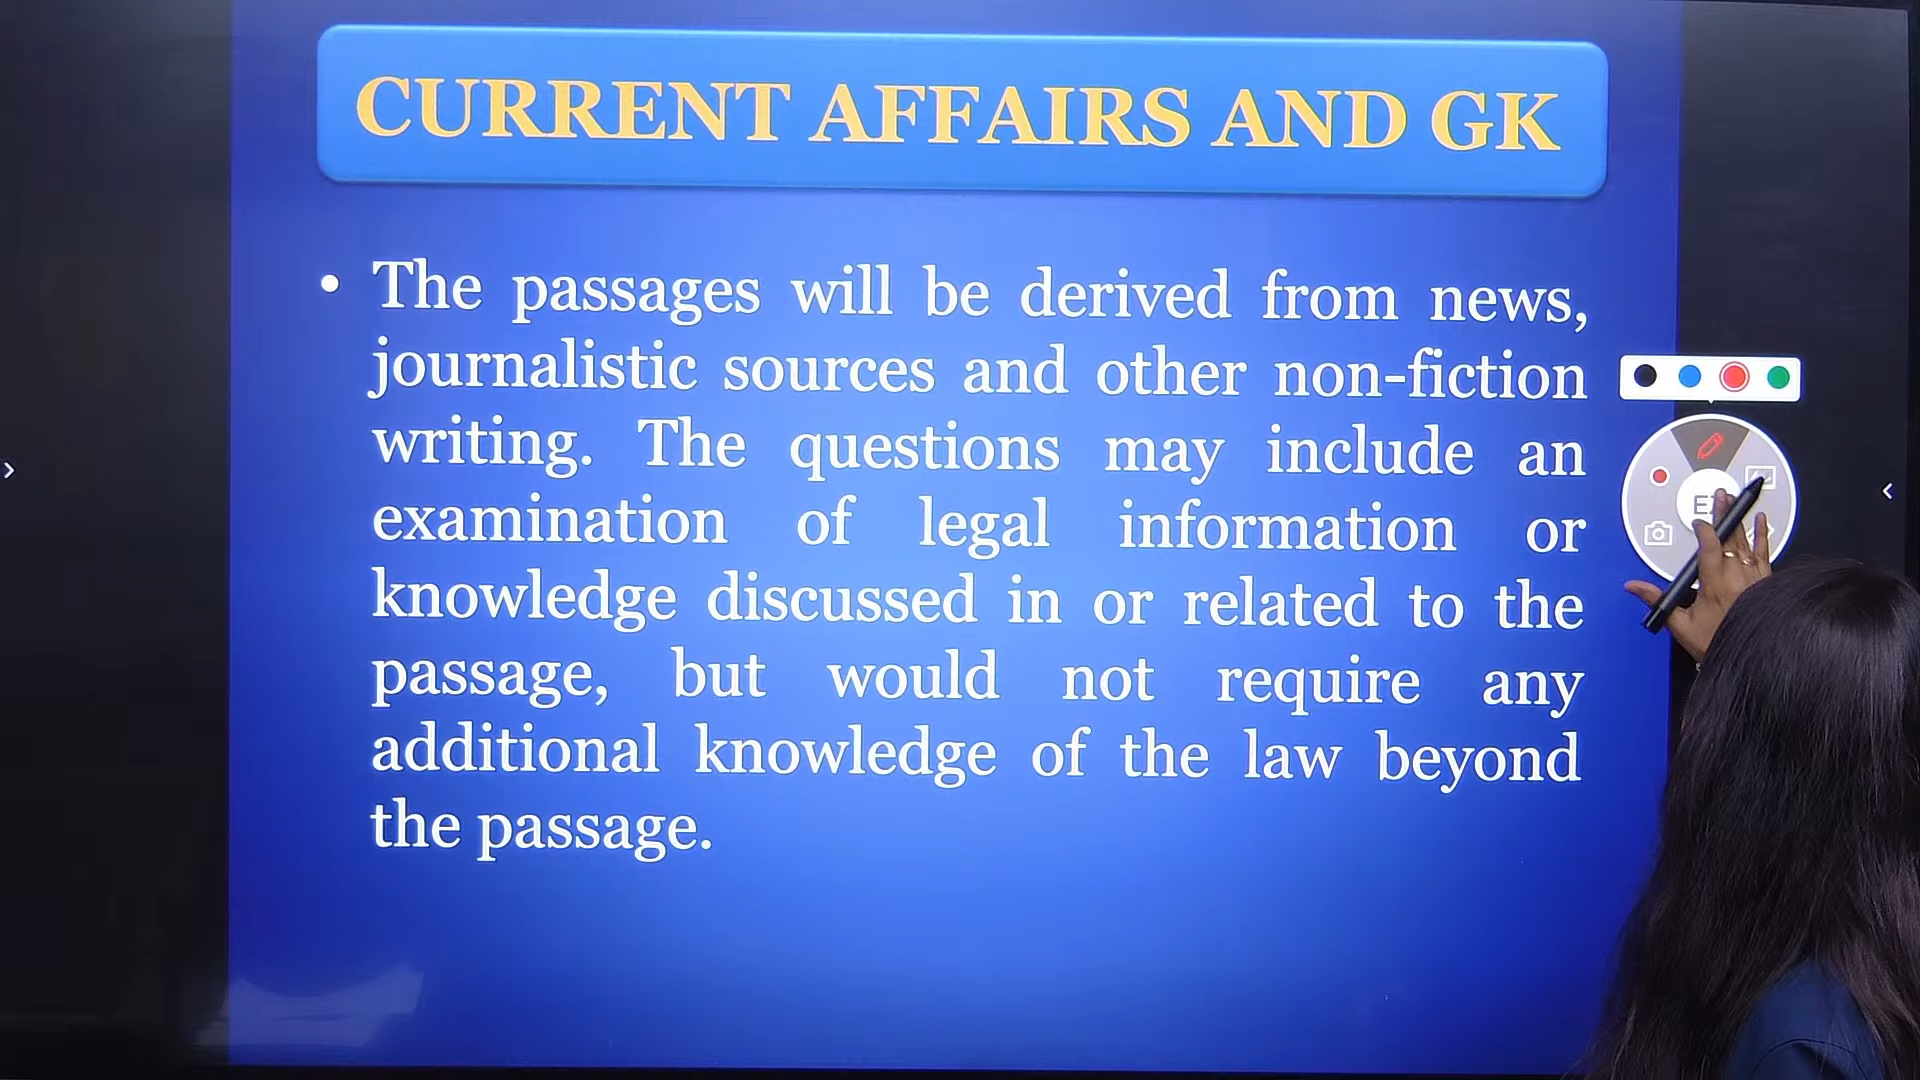 CURRENT AFFAIRS AND GK
• The passages will be derived from news,
journalistic sources and other non-fiction
writing. The questions may include an
examination of legal information or
knowledge discussed in or related to the
passage, but would not require any
additional knowledge of the law beyond
the passage.